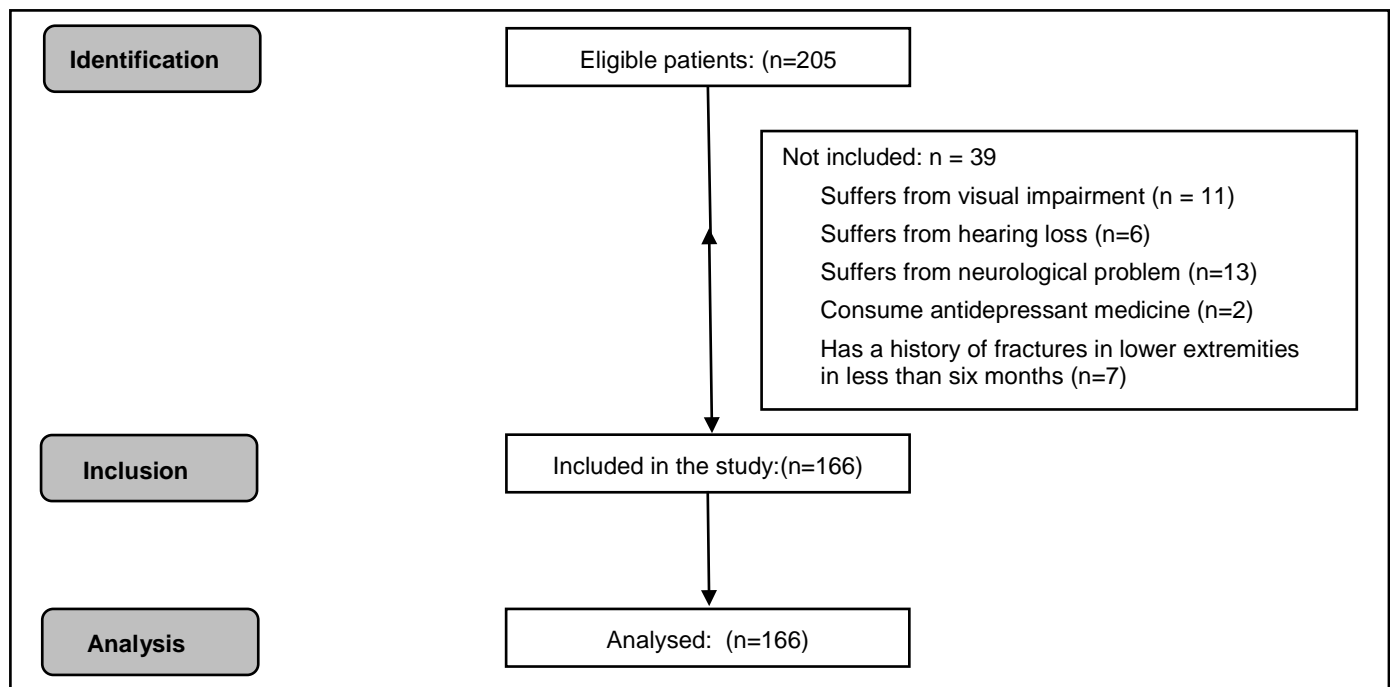 Identification
Eligible patients: (n=205
Not included: n = 39
Suffers from visual impairment (n = 11)
Suffers from hearing loss (n=6)
Suffers from neurological problem (n=13)
Consume antidepressant medicine (n=2)
Has a history of fractures in lower extremities
in less than six months (n=7)
Inclusion
Included in the study:(n=166)
Analysis
Analysed:  (n=166)